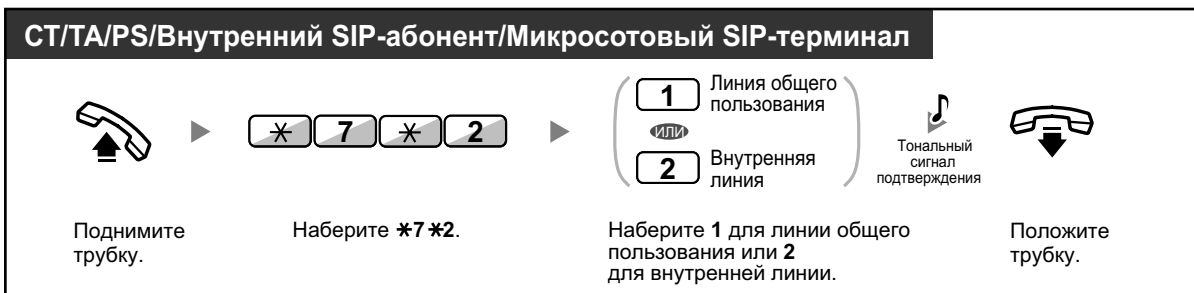 СТ/ТА/PS/Внутренний SIP-абонент/Микросотовый SIP-терминал
1 Линия общего
пользования
или
2 Внутренняя
линия
* 7 * 2
Тональный
сигнал
подтверждения
Поднимите
трубку.
Наберите *7*2.
Наберите 1 для линии общего
пользования или 2
для внутренней линии.
Положите
трубку.